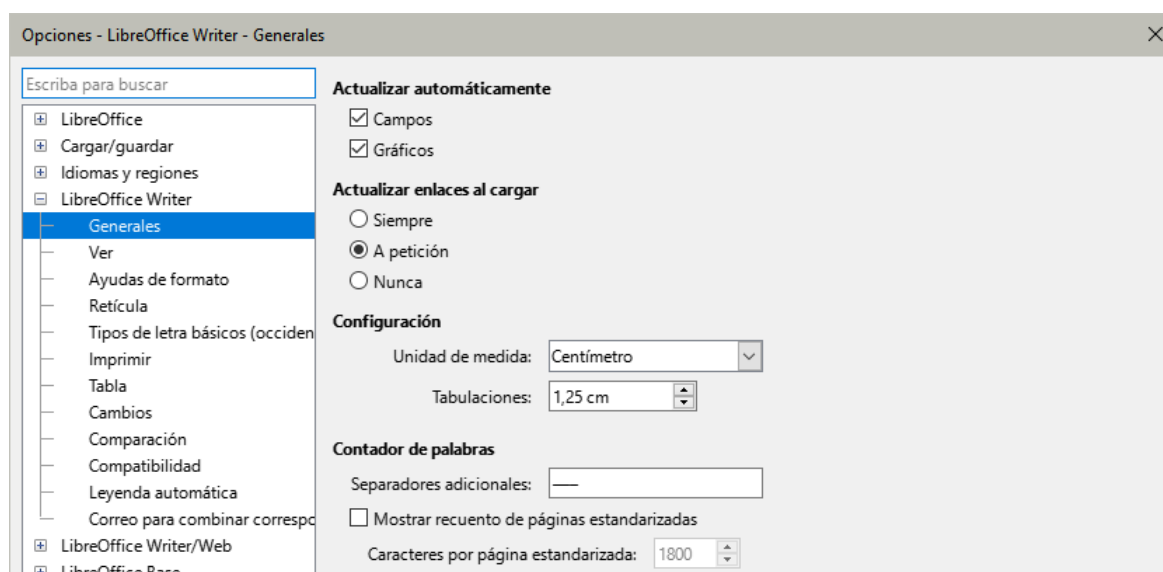 Opciones - LibreOffice Writer - Generales
Escriba para buscar
LibreOffice
Cargar/guardar
Idiomas y regiones
LibreOffice Writer
Generales
Ver
Ayudas de formato
Retícula
Tipos de letra básicos (occiden
Imprimir
Tabla
Cambios
Comparación
Compatibilidad
Leyenda automática
Correo para combinar correspo
LibreOffice Writer/Web
LibreOffice Base
Actualizar automáticamente
Campos
Gráficos
Actualizar enlaces al cargar
Siempre
A petición
Nunca
Configuración
Unidad de medida: Centímetro
Tabulaciones: 1,25 cm
Contador de palabras
Separadores adicionales: —–
Mostrar recuento de páginas estandarizadas
Caracteres por página estandarizada: 1800